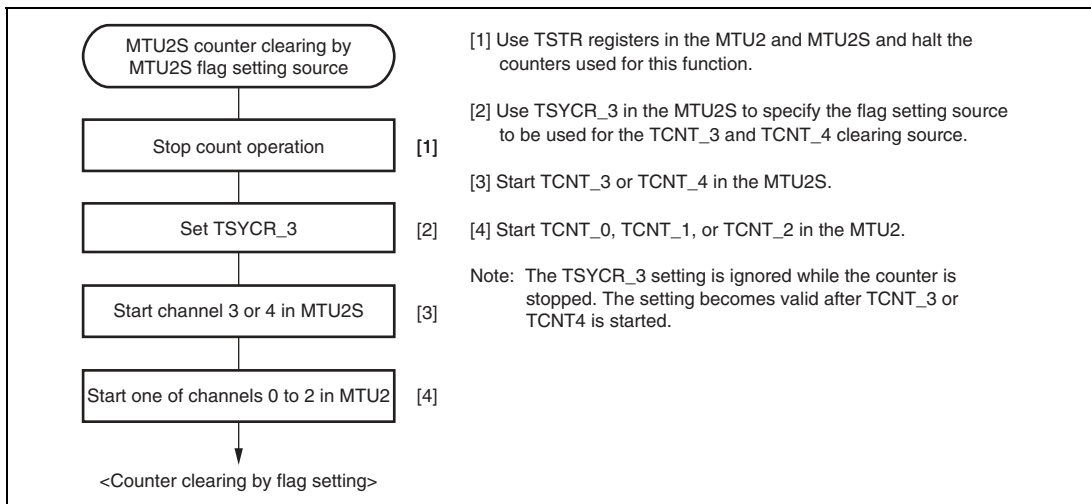 MTU2S counter clearing by
MTU2S flag setting source
Stop count operation
[1]
Set TSYCR_3
[2]
Start channel 3 or 4 in MTU2S
[3]
Start one of channels 0 to 2 in MTU2
[4]
<Counter clearing by flag setting>
[1] Use TSTR registers in the MTU2 and MTU2S and halt the
counters used for this function.
[2] Use TSYCR_3 in the MTU2S to specify the flag setting source
to be used for the TCNT_3 and TCNT_4 clearing source.
[3] Start TCNT_3 or TCNT_4 in the MTU2S.
[4] Start TCNT_0, TCNT_1, or TCNT_2 in the MTU2.
Note: The TSYCR_3 setting is ignored while the counter is
stopped. The setting becomes valid after TCNT_3 or
TCNT4 is started.